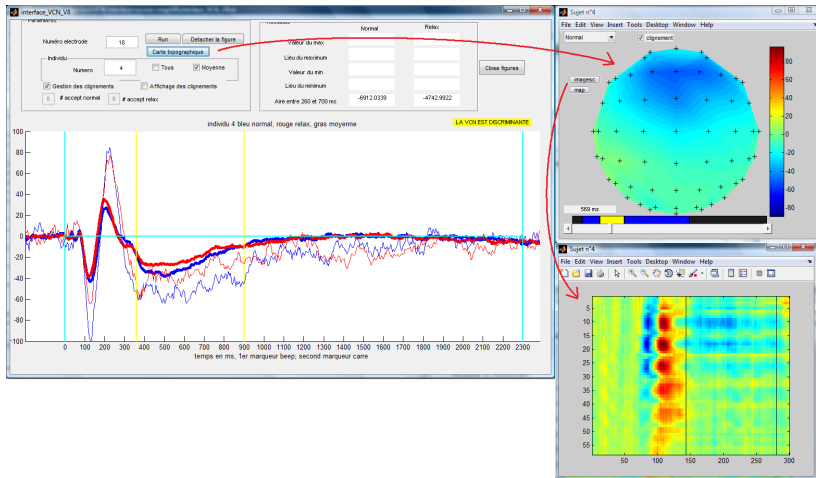 interface_VCN_V8
Parametres
Numéro electrode
18
Run
Detacher la figure
Carte topographique
Individu
Numero
4
Tous
Moyenne
Gestion des clignements
Affichage des clignements
# accept normal
# accept relax
Normal
Relax
Valeur du max
Lieu du maximum
Valeur du min
Lieu du minimum
Aire entre 260 et 700 ms
-6912.0339
-4742.9922
Close figures
individu 4 bleu normal, rouge relax, gras moyenne
LA VCN EST DISCRIMINANTE
100
80
60
40
20
0
-20
-40
-60
-80
-100
0 100 200 300 400 500 600 700 800 900 1000 1100 1200 1300 1400 1500 1600 1700 1800 1900 2000 2100 2200 2300
temps en ms, 1er marqueur beep; second marqueur carre
Sujet n°4
File Edit View Insert Tools Desktop Window Help
Normal
clignement
imagesc
map
80
60
40
20
0
-20
-40
-60
-80
569 ms
Sujet n°4
File Edit View Insert Tools Desktop Window Help
5
10
15
20
25
30
35
40
45
50
55
50 100 150 200 250 300